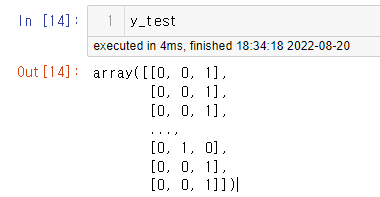 In [14]: 1 y_test
executed in 4ms, finished 18:34:18 2022-08-20
Out[14]: array([[0, 0, 1],
[0, 0, 1],
[0, 0, 1],
...,
[0, 1, 0],
[0, 0, 1],
[0, 0, 1]])